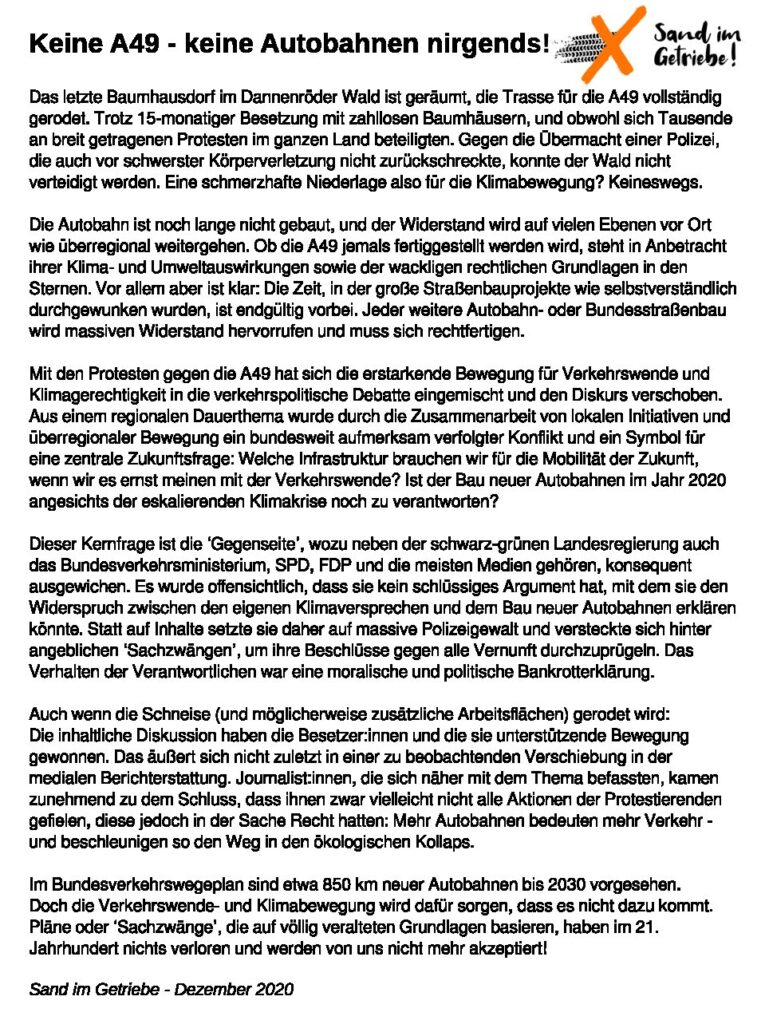 Keine A49 - keine Autobahnen nirgends!
Sand im
Getriebe!
Das letzte Baumhausdorf im Dannenröder Wald ist geräumt, die Trasse für die A49 vollständig
gerodet. Trotz 15-monatiger Besetzung mit zahllosen Baumhäusern, und obwohl sich Tausende
an breit getragenen Protesten im ganzen Land beteiligten. Gegen die Übermacht einer Polizei,
die auch vor schwerster Körperverletzung nicht zurückschreckte, konnte der Wald nicht
verteidigt werden. Eine schmerzhafte Niederlage also für die Klimabewegung? Keineswegs.
Die Autobahn ist noch lange nicht gebaut, und der Widerstand wird auf vielen Ebenen vor Ort
wie überregional weitergehen. Ob die A49 jemals fertiggestellt werden wird, steht in Anbetracht
ihrer Klima- und Umweltauswirkungen sowie der wackligen rechtlichen Grundlagen in den
Sternen. Vor allem aber ist klar: Die Zeit, in der große Straßenbauprojekte wie selbstverständlich
durchgewunken wurden, ist endgültig vorbei. Jeder weitere Autobahn- oder Bundesstraßenbau
wird massiven Widerstand hervorrufen und muss sich rechtfertigen.
Mit den Protesten gegen die A49 hat sich die erstarkende Bewegung für Verkehrswende und
Klimagerechtigkeit in die verkehrspolitische Debatte eingemischt und den Diskurs verschoben.
Aus einem regionalen Dauerthema wurde durch die Zusammenarbeit von lokalen Initiativen und
überregionaler Bewegung ein bundesweit aufmerksam verfolgter Konflikt und ein Symbol für
eine zentrale Zukunftsfrage: Welche Infrastruktur brauchen wir für die Mobilität der Zukunft,
wenn wir es ernst meinen mit der Verkehrswende? Ist der Bau neuer Autobahnen im Jahr 2020
angesichts der eskalierenden Klimakrise noch zu verantworten?
Dieser Kernfrage ist die ‘Gegenseite’, wozu neben der schwarz-grünen Landesregierung auch
das Bundesverkehrsministerium, SPD, FDP und die meisten Medien gehören, konsequent
ausgewichen. Es wurde offensichtlich, dass sie kein schlüssiges Argument hat, mit dem sie den
Widerspruch zwischen den eigenen Klimaversprechen und dem Bau neuer Autobahnen erklären
könnte. Statt auf Inhalte setzte sie daher auf massive Polizeigewalt und versteckte sich hinter
angeblichen ‘Sachzwängen’, um ihre Beschlüsse gegen alle Vernunft durchzuprügeln. Das
Verhalten der Verantwortlichen war eine moralische und politische Bankrotterklärung.
Auch wenn die Schneise (und möglicherweise zusätzliche Arbeitsflächen) gerodet wird:
Die inhaltliche Diskussion haben die Besetzer:innen und die sie unterstützende Bewegung
gewonnen. Das äußert sich nicht zuletzt in einer zu beobachtenden Verschiebung in der
medialen Berichterstattung. Journalist:innen, die sich näher mit dem Thema befassten, kamen
zunehmend zu dem Schluss, dass ihnen zwar vielleicht nicht alle Aktionen der Protestierenden
gefielen, diese jedoch in der Sache Recht hatten: Mehr Autobahnen bedeuten mehr Verkehr -
und beschleunigen so den Weg in den ökologischen Kollaps.
Im Bundesverkehrswegeplan sind etwa 850 km neuer Autobahnen bis 2030 vorgesehen.
Doch die Verkehrswende- und Klimabewegung wird dafür sorgen, dass es nicht dazu kommt.
Pläne oder ‘Sachzwänge’, die auf völlig veralteten Grundlagen basieren, haben im 21.
Jahrhundert nichts verloren und werden von uns nicht mehr akzeptiert!
Sand im Getriebe - Dezember 2020